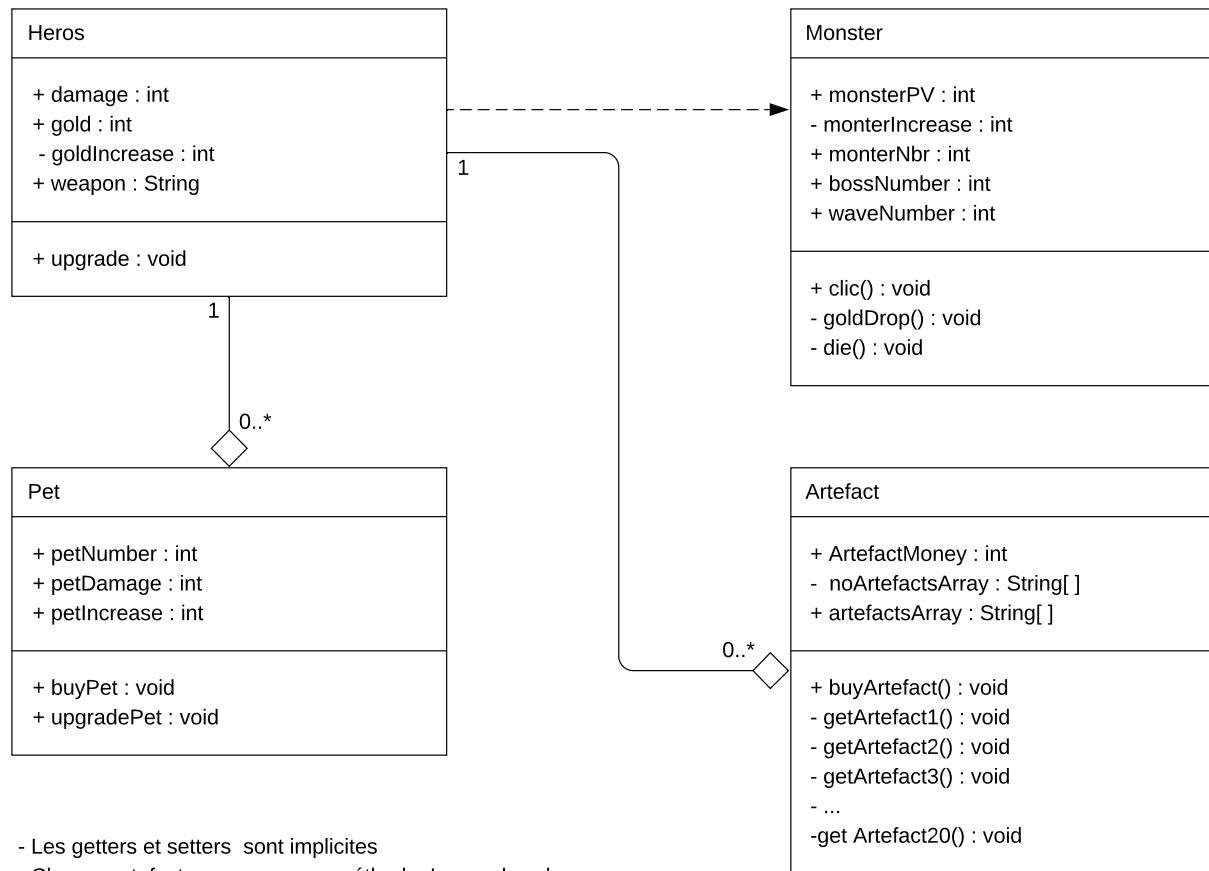 Heros
+ damage : int
+ gold : int
- goldIncrease : int
+ weapon : String
+ upgrade : void
1
1
0..*
Monster
+ monsterPV : int
- monterIncrease : int
+ monterNbr : int
+ bossNumber : int
+ waveNumber : int
+ clic() : void
- goldDrop() : void
- die() : void
Pet
+ petNumber : int
+ petDamage : int
+ petIncrease : int
+ buyPet : void
+ upgradePet : void
0..*
Artefact
+ ArtefactMoney : int
- noArtefactsArray : String[ ]
+ artefactsArray : String[ ]
+ buyArtefact() : void
- getArtefact1() : void
- getArtefact2() : void
- getArtefact3() : void
- ...
-get Artefact20() : void
- Les getters et setters sont implicites